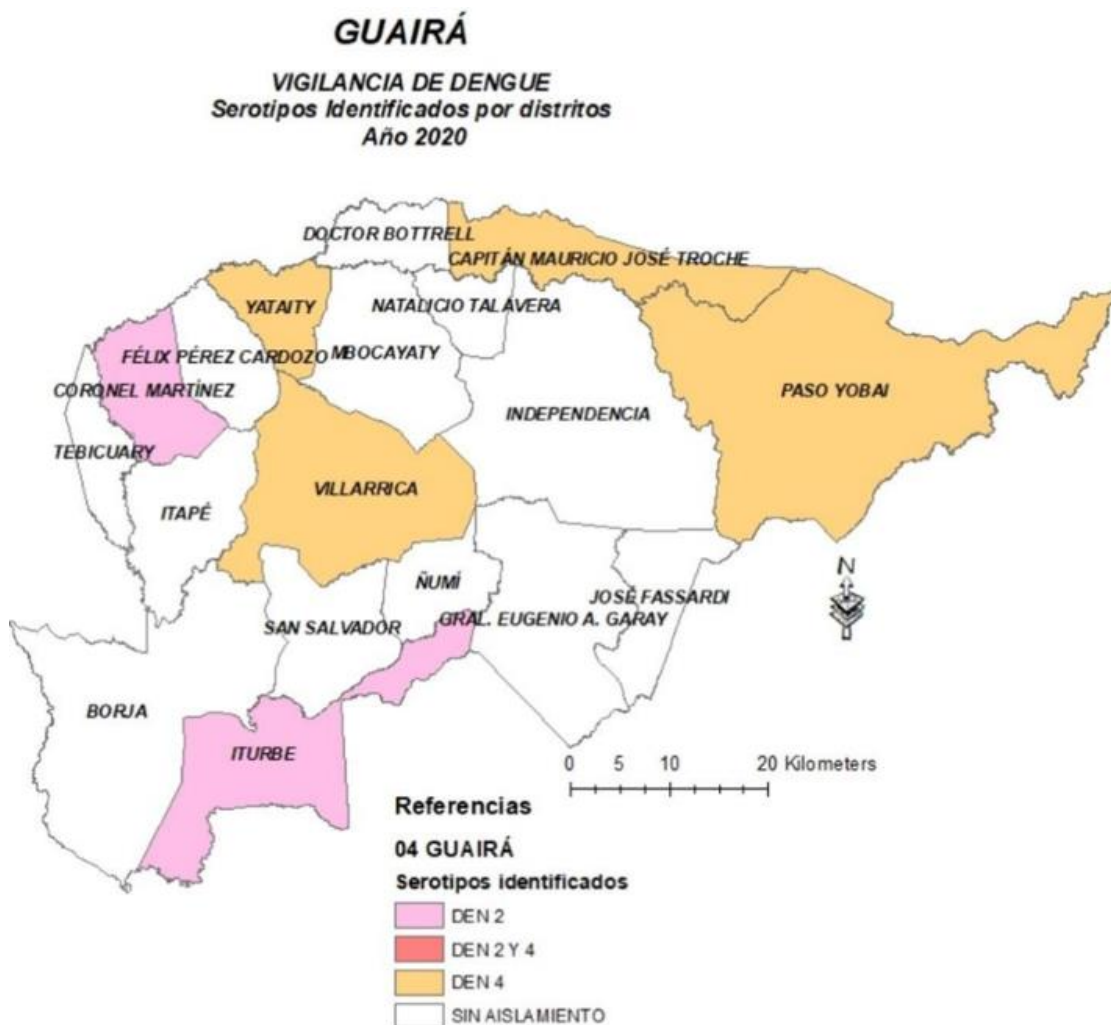 GUAIRÁ
VIGILANCIA DE DENGUE
Serotipos Identificados por distritos
Año 2020
DOCTOR BOTTRELL
CAPITÁN MAURICIO JOSÉ TROCHE
YATAITY
NATALICIO TALAVERA
FÉLIX PÉREZ CARDOZO
MBOCAYATY
CORONEL MARTÍNEZ
PASO YOBAI
INDEPENDENCIA
TEBICUARY
VILLARRICA
ITAPÉ
N
ÑUMÍ
JOSÉ FASSARDI
GRAL. EUGENIO A. GARAY
SAN SALVADOR
BORJA
ITURBE
0 5 10 20 Kilometers
Referencias
04 GUAIRÁ
Serotipos identificados
DEN 2
DEN 2 Y 4
DEN 4
SIN AISLAMIENTO